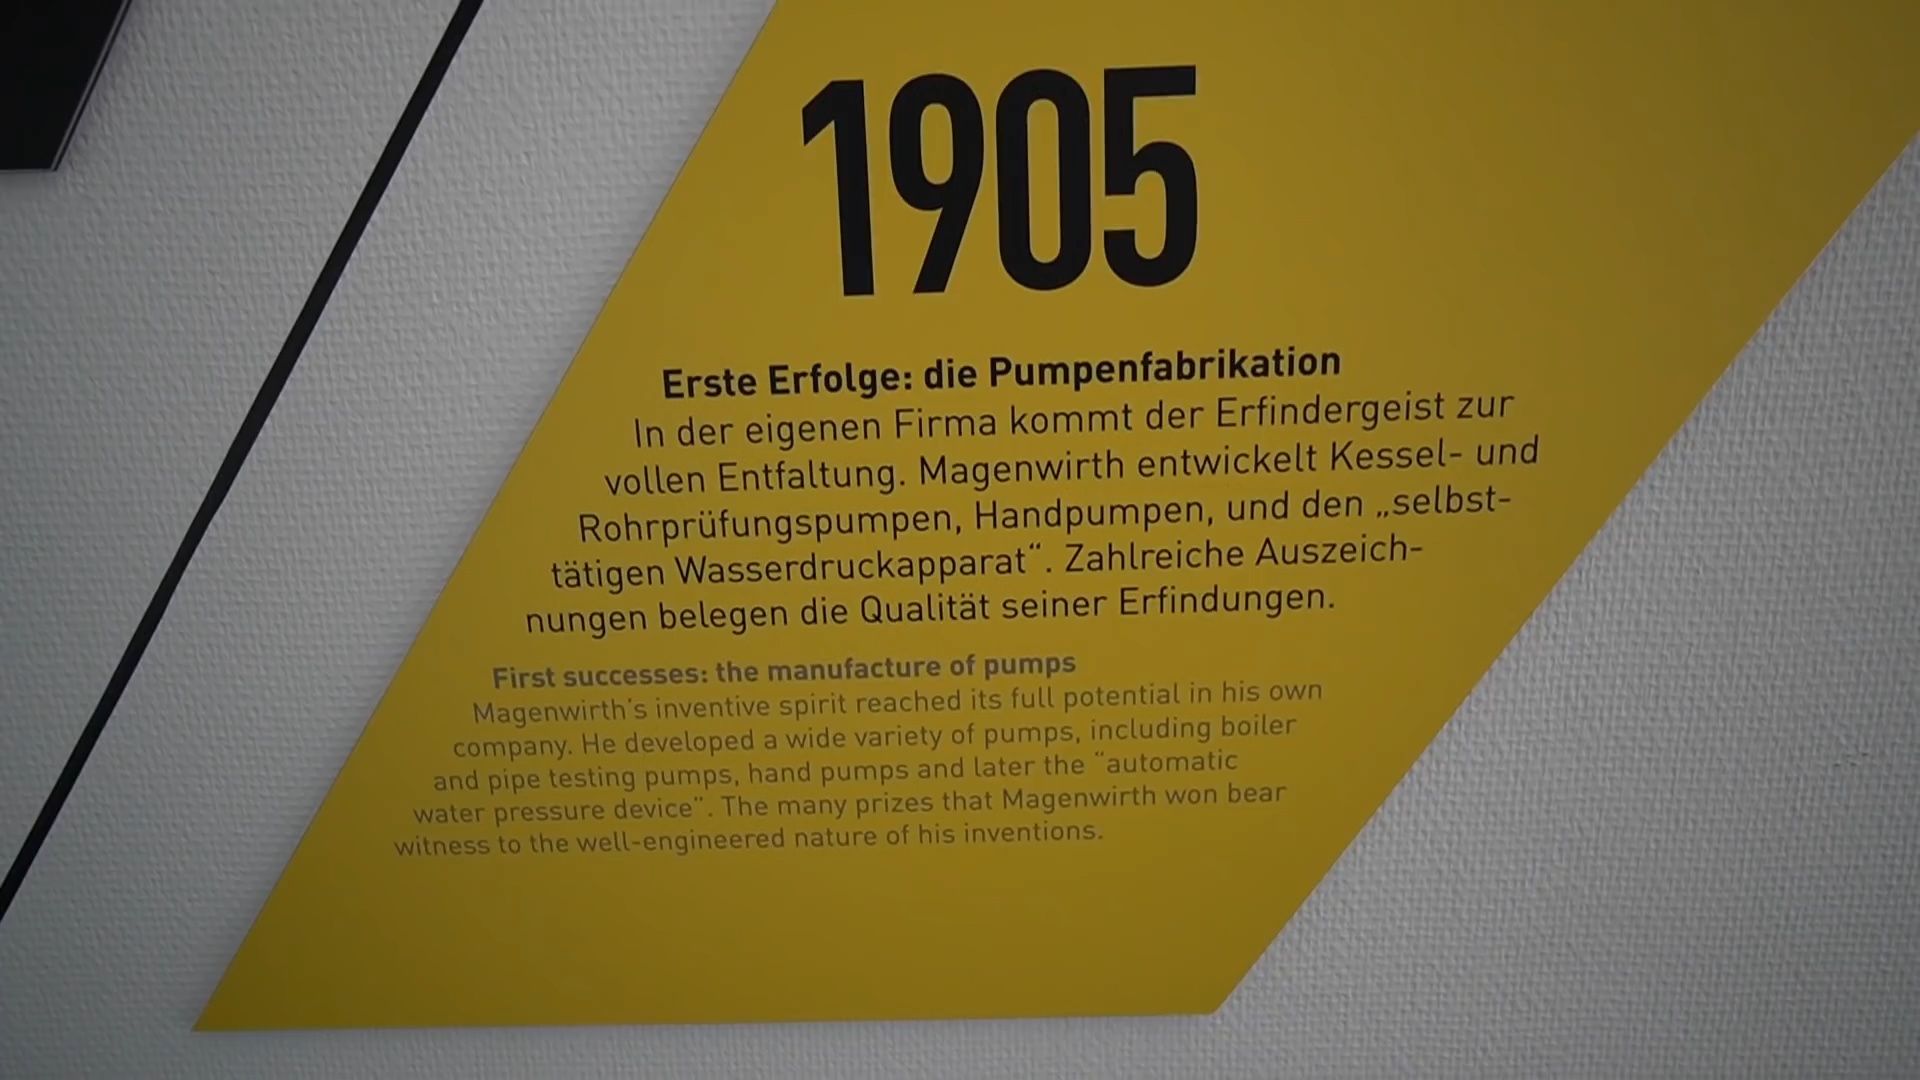 1905
Erste Erfolge: die Pumpenfabrikation
In der eigenen Firma kommt der Erfindergeist zur
vollen Entfaltung. Magenwirth entwickelt Kessel- und
Rohrprüfungspumpen, Handpumpen, und den „selbst-
tätigen Wasserdruckapparat“. Zahlreiche Auszeich-
nungen belegen die Qualität seiner Erfindungen.
First successes: the manufacture of pumps
Magenwirth's inventive spirit reached its full potential in his own
company. He developed a wide variety of pumps, including boiler
and pipe testing pumps, hand pumps and later the “automatic
water pressure device“. The many prizes that Magenwirth won bear
witness to the well-engineered nature of his inventions.